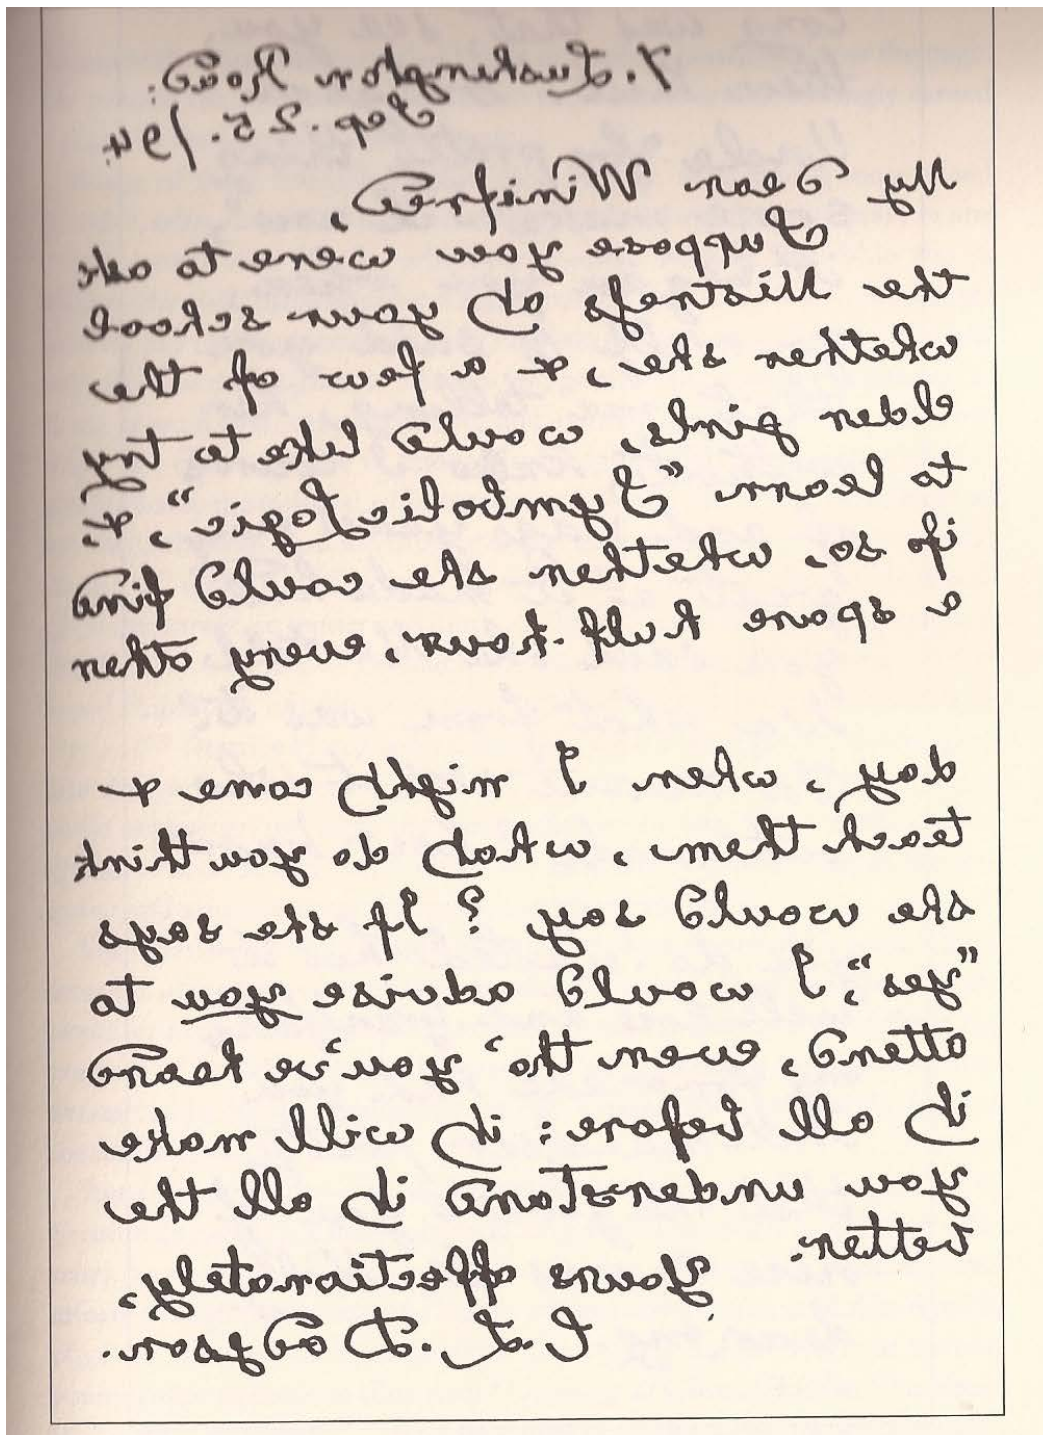 7. Lushington Road:
Sep. 25. /94
My dear Winifred,
Suppose you were to ask
the Mistress of your school
whether she, & a few of the
elder girls, would like to try
to learn "Symbolic Logic", &,
if so, whether she could find
a spare half-hour, every other
day, when I might come &
teach them, what do you think
she would say? If she says
"yes", I would advise you to
attend, even tho' you've heard
it all before: it will make
you understand it all the
better.
Yours affectionately,
C. L. Dodgson.